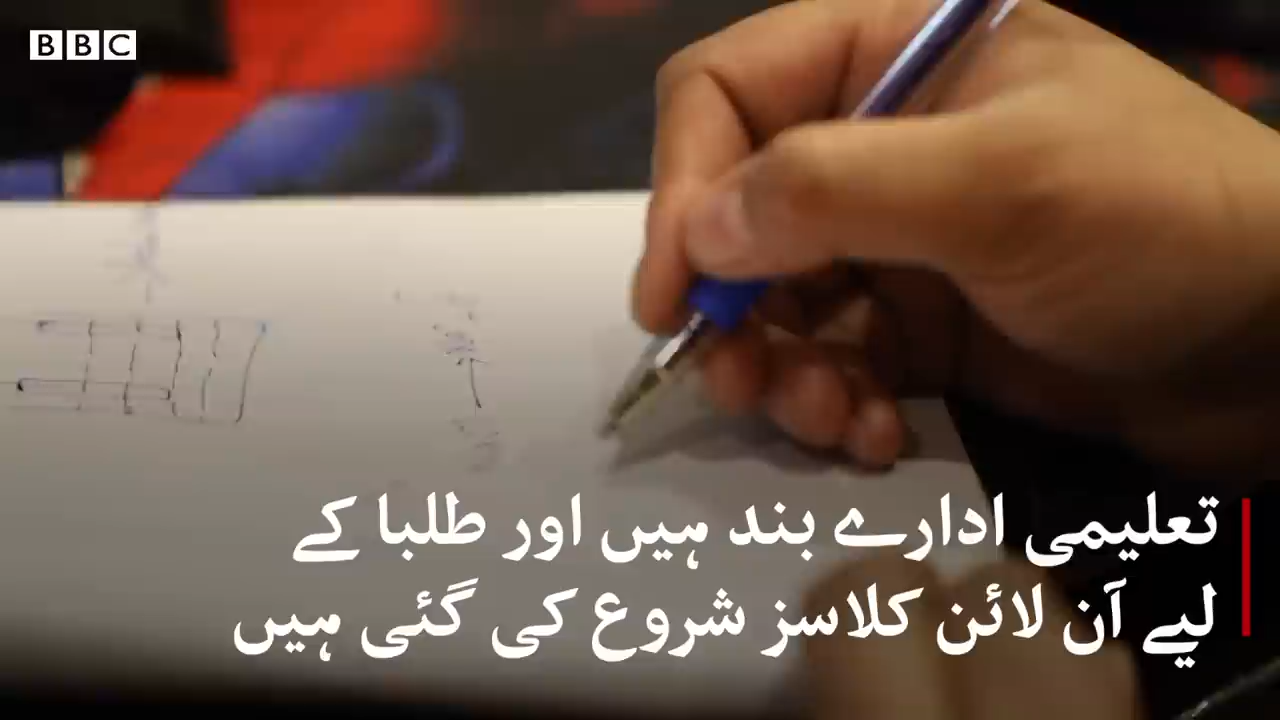 BBC
تعلیمی ادارے بند ہیں اور طلبا کے
لیے آن لائن کلاسز شروع کی گئی ہیں